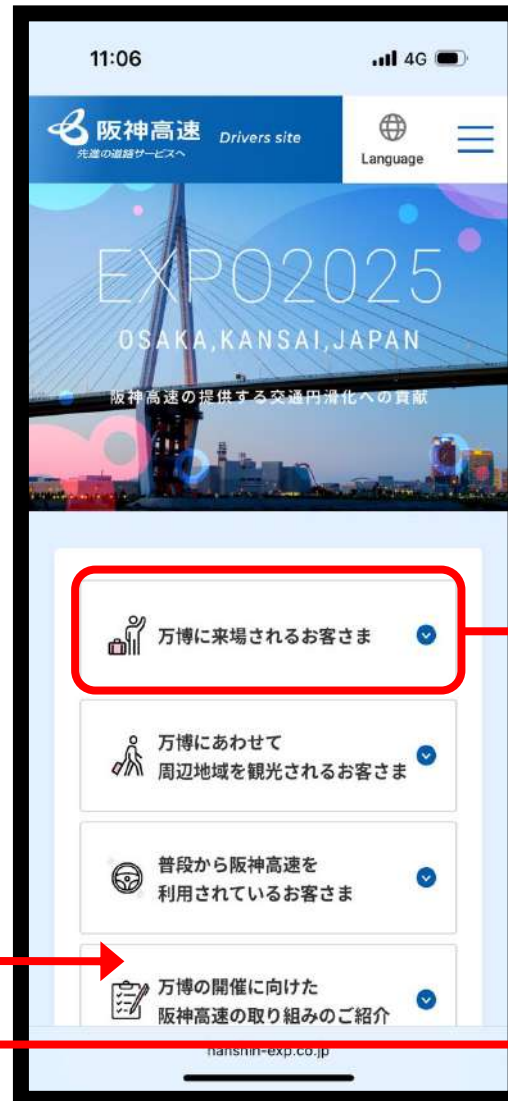 11:06
4G
阪神高速 Drivers site
先進の道路サービスへ
Language
EXPO2025
OSAKA,KANSAI,JAPAN
阪神高速の提供する交通円滑化への貢献
万博に来場されるお客さま
万博にあわせて
周辺地域を観光されるお客さま
普段から阪神高速を
利用されているお客さま
万博の開催に向けた
阪神高速の取り組みのご紹介
hanshin-exp.co.jp